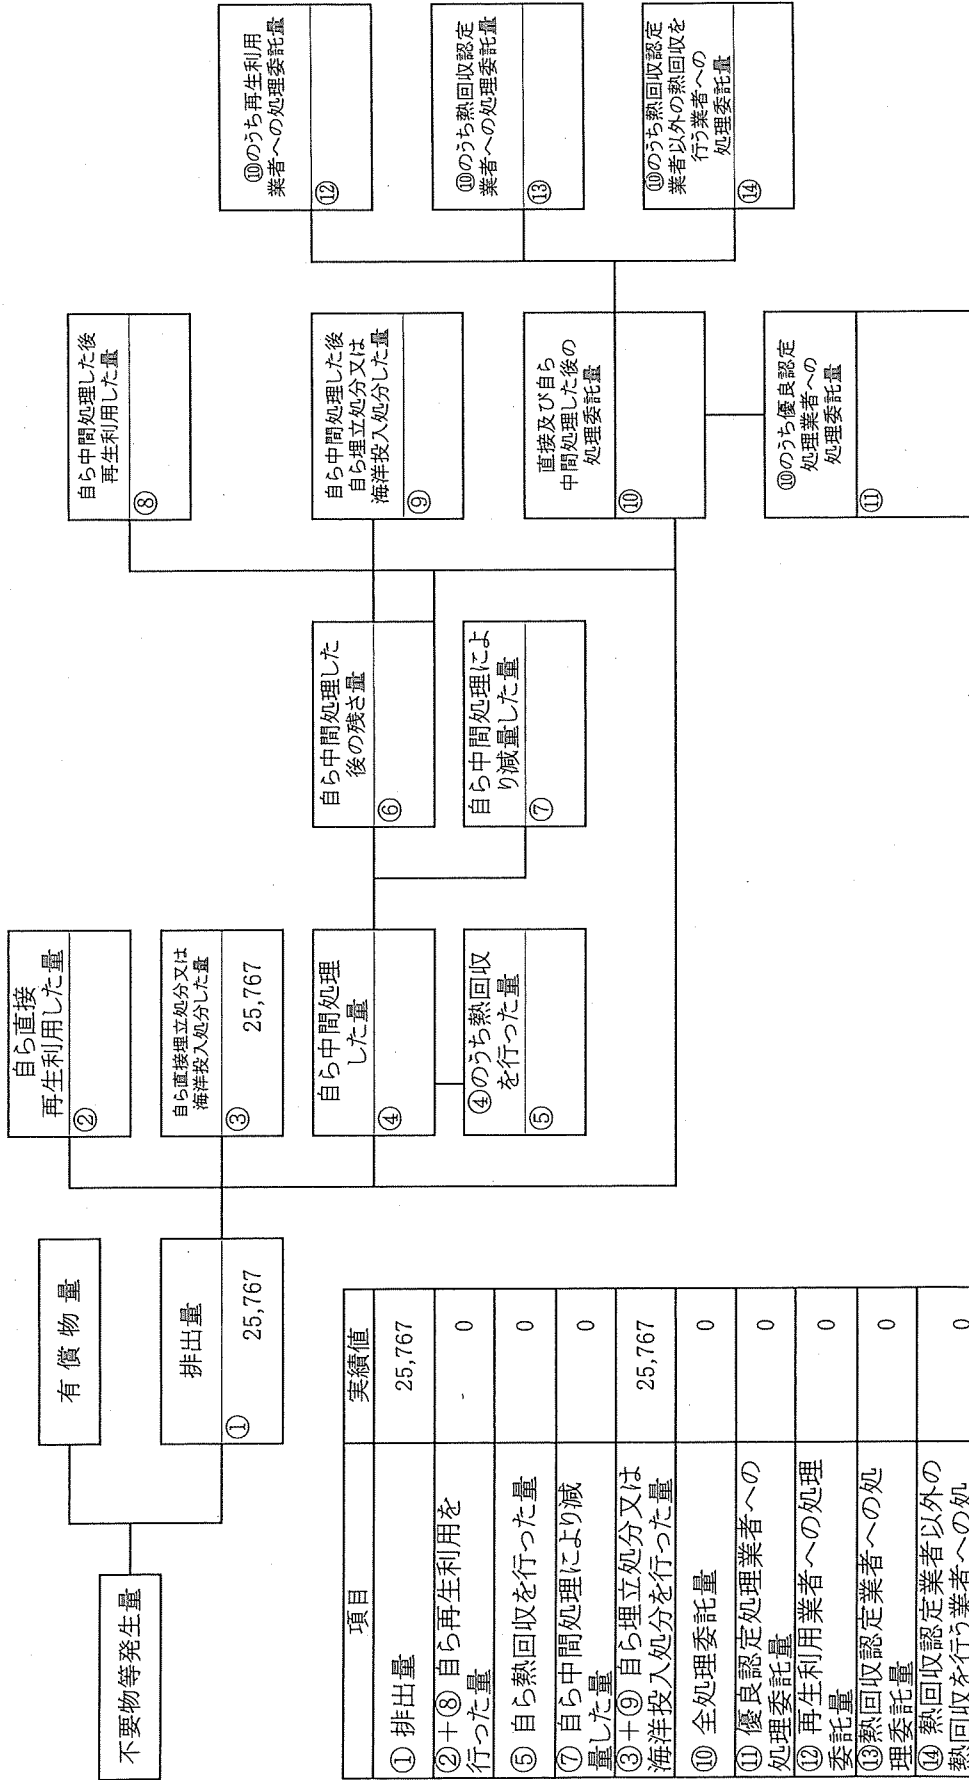 不要物等発生量
有償物量
排出量
① 25,767
自ら直接
再生利用した量
②
自ら直接埋立処分又は
海洋投入処分した量
③ 25,767
自ら中間処理
した量
④
④のうち熱回収
を行った量
⑤
自ら中間処理した
後の残さ量
⑥
自ら中間処理によ
り減量した量
⑦
自ら中間処理した後
再生利用した量
⑧
自ら中間処理した後
自ら埋立処分又は
海洋投入処分した量
⑨
直接及び自ら
中間処理した後の
処理委託量
⑩
⑩のうち優良認定
処理業者への
処理委託量
⑪
⑩のうち再生利用
業者への処理委託量
⑫
⑩のうち熱回収認定
業者への処理委託量
⑬
⑩のうち熱回収認定
業者以外の熱回収を
行う業者への
処理委託量
⑭
項目 実績値
① 排出量 25,767
②＋⑧ 自ら再生利用を
行った量 0
⑤ 自ら熱回収を行った量 0
⑦ 自ら中間処理により減
量した量 0
③＋⑨ 自ら埋立処分又は
海洋投入処分を行った量 25,767
⑩ 全処理委託量 0
⑪ 優良認定処理業者への
処理委託量 0
⑫ 再生利用業者への処理
委託量 0
⑬熱回収認定業者への処
理委託量 0
⑭ 熱回収認定業者以外の
熱回収を行う業者への処 0